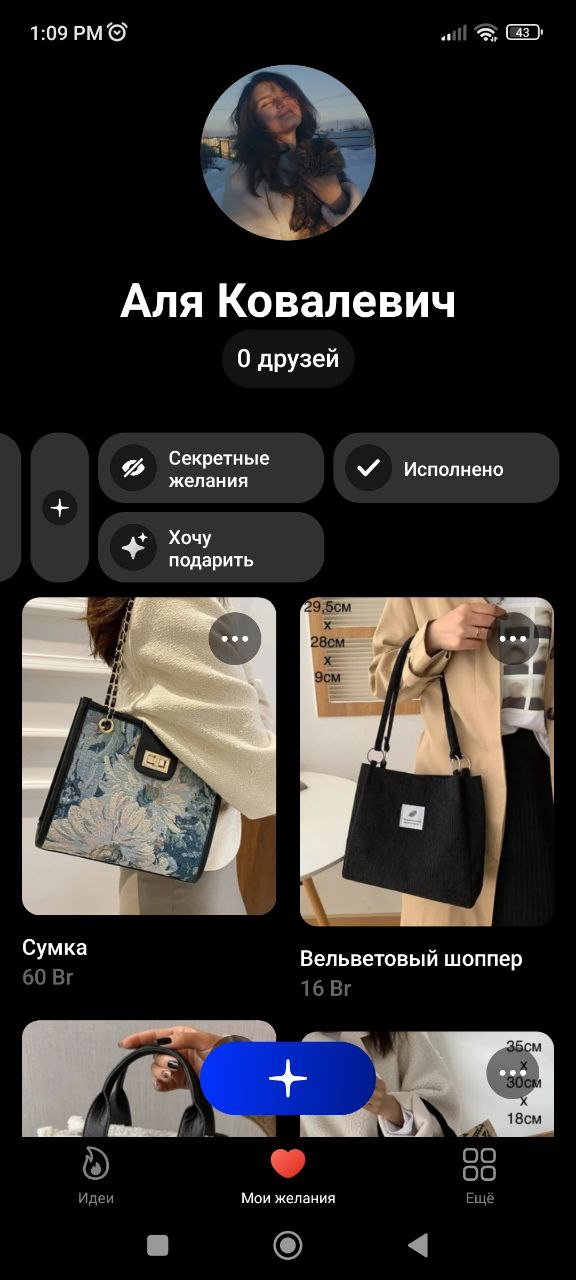 1:09 PM
43
Аля Ковалевич
0 друзей
Секретные
желания
Исполнено
Хочу
подарить
29,5см
х
28см
х
9см
Сумка
60 Br
Вельветовый шоппер
16 Br
35см
х
30см
х
18см
Идеи
Мои желания
Ещё